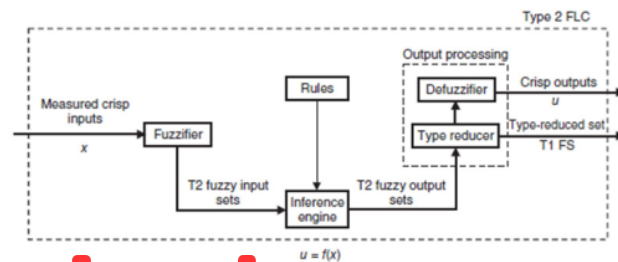 Type 2 FLC
Output processing
Measured crisp
inputs
x
Fuzzifier
Rules
Defuzzifier
Crisp outputs
u
Type reducer
Type-reduced set
T1 FS
T2 fuzzy input
sets
Inference
engine
T2 fuzzy output
sets
u = f(x)